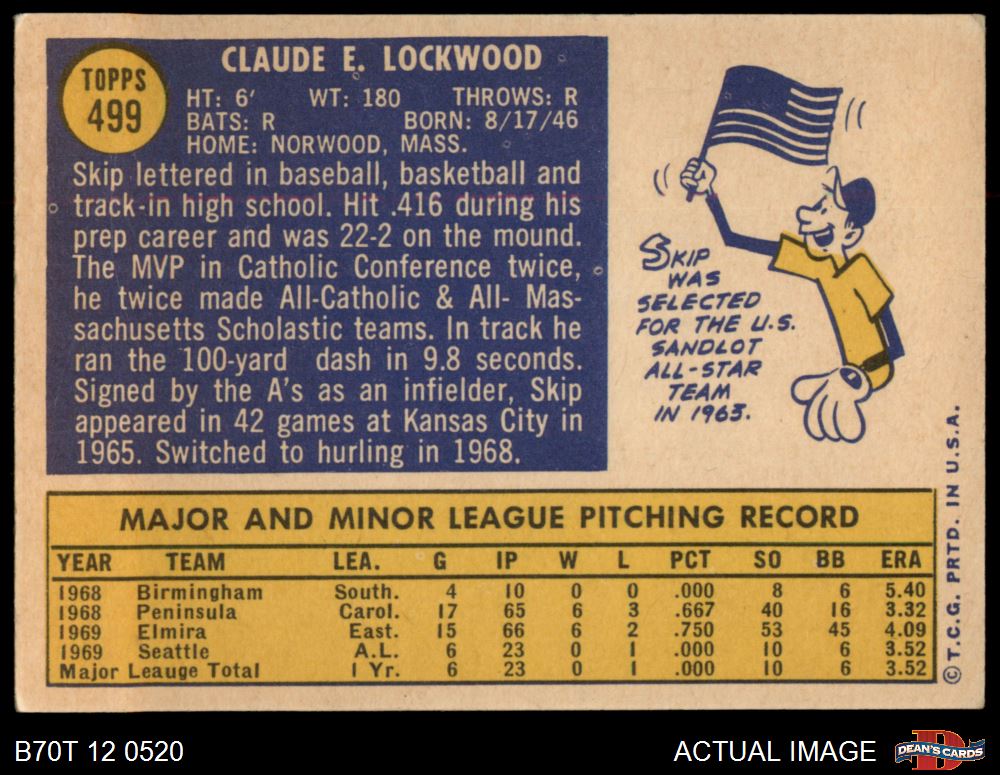 TOPPS
499
CLAUDE E. LOCKWOOD
HT: 6' WT: 180 THROWS: R
BATS: R BORN: 8/17/46
HOME: NORWOOD, MASS.
Skip lettered in baseball, basketball and
track-in high school. Hit .416 during his
prep career and was 22-2 on the mound.
The MVP in Catholic Conference twice,
he twice made All-Catholic & All- Mas-
sachusetts Scholastic teams. In track he
ran the 100-yard dash in 9.8 seconds.
Signed by the A's as an infielder, Skip
appeared in 42 games at Kansas City in
1965. Switched to hurling in 1968.
SKIP
WAS
SELECTED
FOR THE U.S.
SANDLOT
ALL-STAR
TEAM
IN 1963.
MAJOR AND MINOR LEAGUE PITCHING RECORD
YEAR TEAM LEA. G IP W L PCT SO BB ERA
1968 Birmingham South. 4 10 0 0 .000 8 6 5.40
1968 Peninsula Carol. 17 65 6 3 .667 40 16 3.32
1969 Elmira East. 15 66 6 2 .750 53 45 4.09
1969 Seattle A.L. 6 23 0 1 .000 10 6 3.52
Major Leauge Total 1 Yr. 6 23 0 1 .000 10 6 3.52
© T.C.G. PRTD. IN U.S.A.
B70T 12 0520
ACTUAL IMAGE
D
DEAN'S CARDS